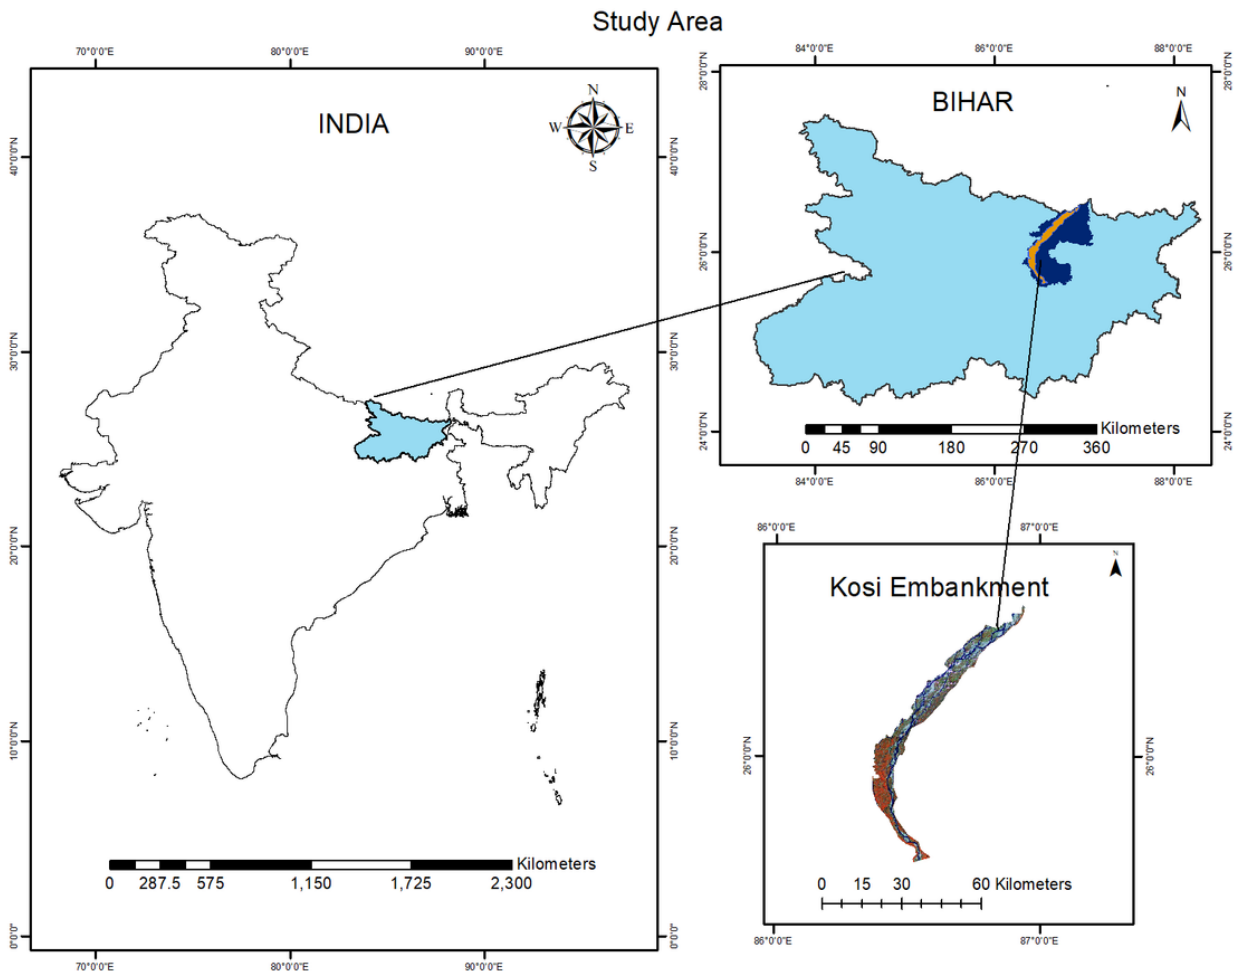 Study Area
70°0'0"E 80°0'0"E 90°0'0"E
INDIA
N
W E
S
40°0'0"N 40°0'0"N
30°0'0"N 30°0'0"N
20°0'0"N 20°0'0"N
10°0'0"N 10°0'0"N
0°0'0" 0°0'0"
Kilometers
0 287.5 575 1,150 1,725 2,300
70°0'0"E 80°0'0"E 90°0'0"E
84°0'0"E 86°0'0"E 88°0'0"E
BIHAR
N
28°0'0"N 28°0'0"N
26°0'0"N 26°0'0"N
24°0'0"N 24°0'0"N
Kilometers
0 45 90 180 270 360
84°0'0"E 86°0'0"E 88°0'0"E
86°0'0"E 87°0'0"E
N
Kosi Embankment
26°0'0"N 26°0'0"N
0 15 30 60 Kilometers
86°0'0"E 87°0'0"E